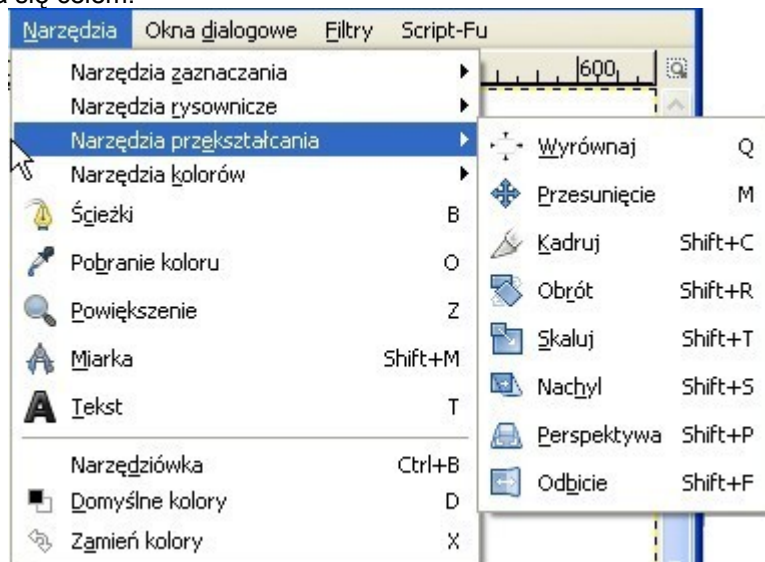 się
Narzędzia Okna dialogowe Filtry Script-Fu
600
Narzędzia zaznaczania
Narzędzia rysownicze
Narzędzia przekształcania
Narzędzia kolorów
Ścieżki B
Pobranie koloru O
Powiększenie Z
Miarka Shift+M
Tekst T
Narzędziówka Ctrl+B
Domyślne kolory D
Zamień kolory X
Wyrównaj Q
Przesunięcie M
Kadruj Shift+C
Obrót Shift+R
Skaluj Shift+T
Nachyl Shift+S
Perspektywa Shift+P
Odbicie Shift+F